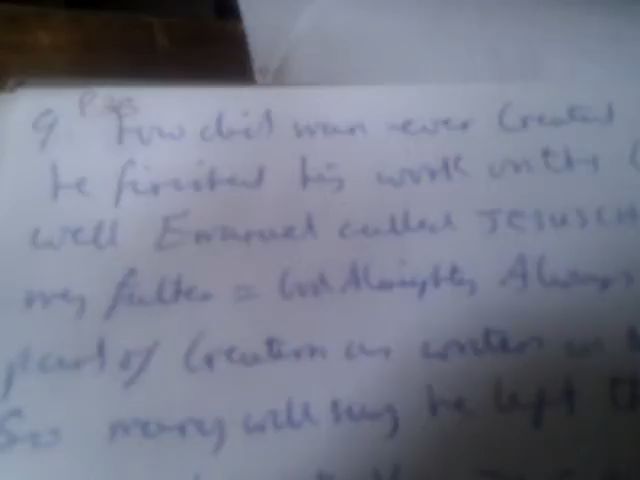 9 How did man ever Created
he finished his work on the
well Emanuel called JESUS
my father = God Almighty Always
part of Creation as written in
So many will say he left